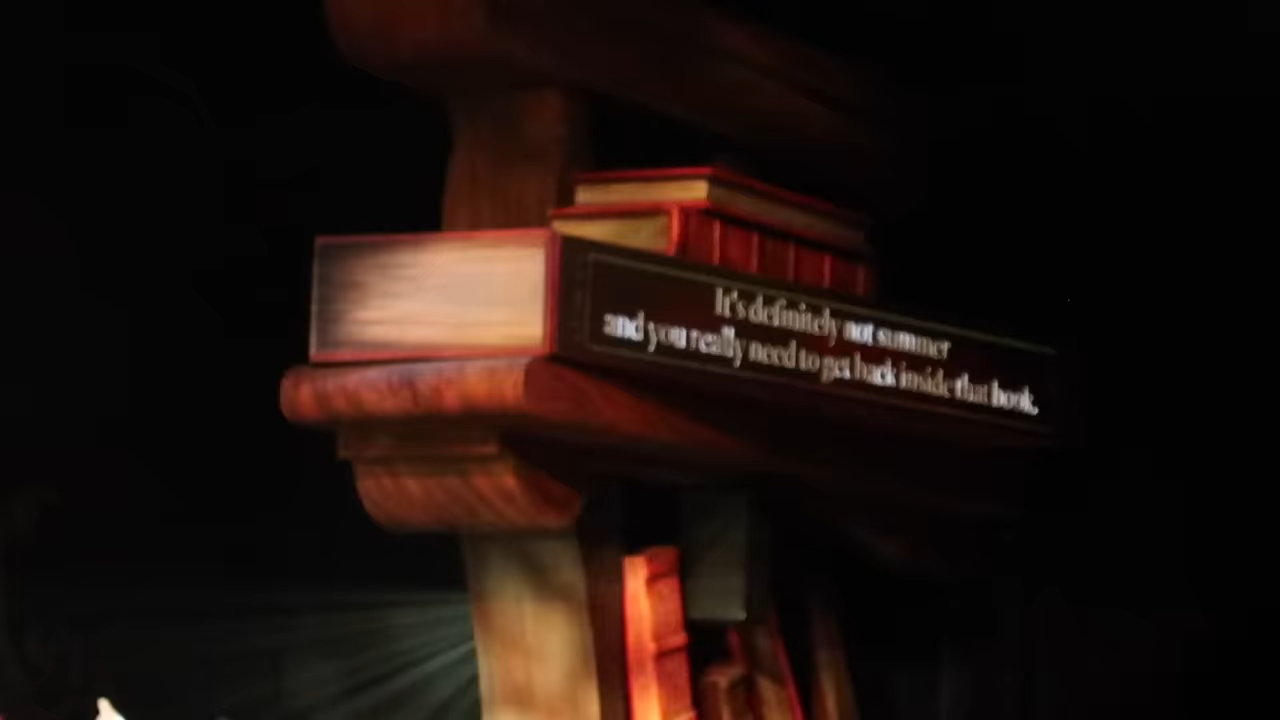 It's definitely not summer
and you really need to get back inside that book.